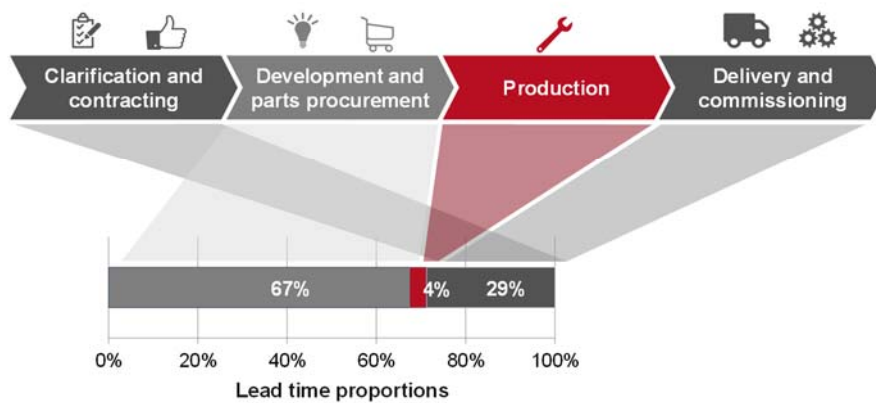 Clarification and
contracting
Development and
parts procurement
Production
Delivery and
commissioning
67%
4%
29%
0%
20%
40%
60%
80%
100%
Lead time proportions